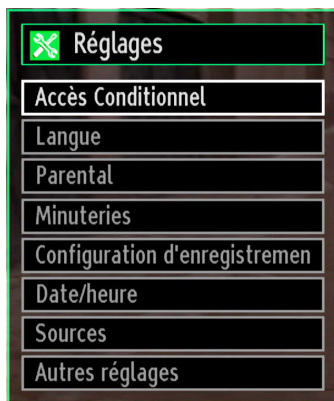 Réglages
Accès Conditionnel
Langue
Parental
Minuteries
Configuration d'enregistremen
Date/heure
Sources
Autres réglages